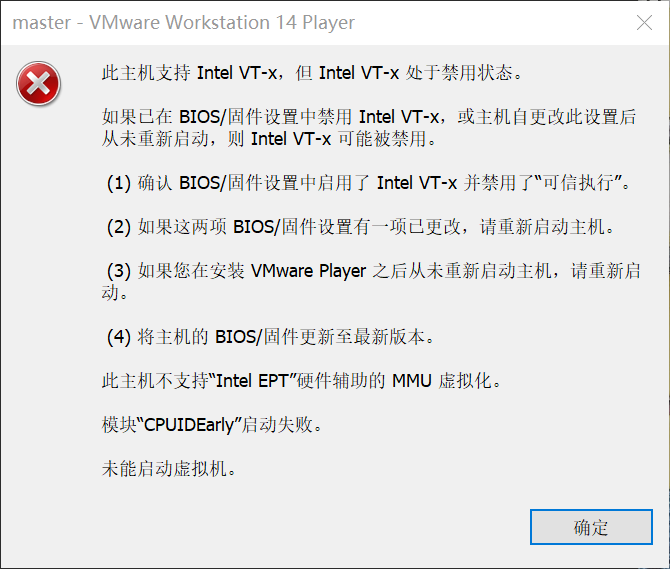 master - VMware Workstation 14 Player
此主机支持 Intel VT-x，但 Intel VT-x 处于禁用状态。
如果已在 BIOS/固件设置中禁用 Intel VT-x，或主机自更改此设置后
从未重新启动，则 Intel VT-x 可能被禁用。
(1) 确认 BIOS/固件设置中启用了 Intel VT-x 并禁用了“可信执行”。
(2) 如果这两项 BIOS/固件设置有一项已更改，请重新启动主机。
(3) 如果您在安装 VMware Player 之后从未重新启动主机，请重新启
动。
(4) 将主机的 BIOS/固件更新至最新版本。
此主机不支持“Intel EPT”硬件辅助的 MMU 虚拟化。
模块“CPUIDEarly”启动失败。
未能启动虚拟机。
确定